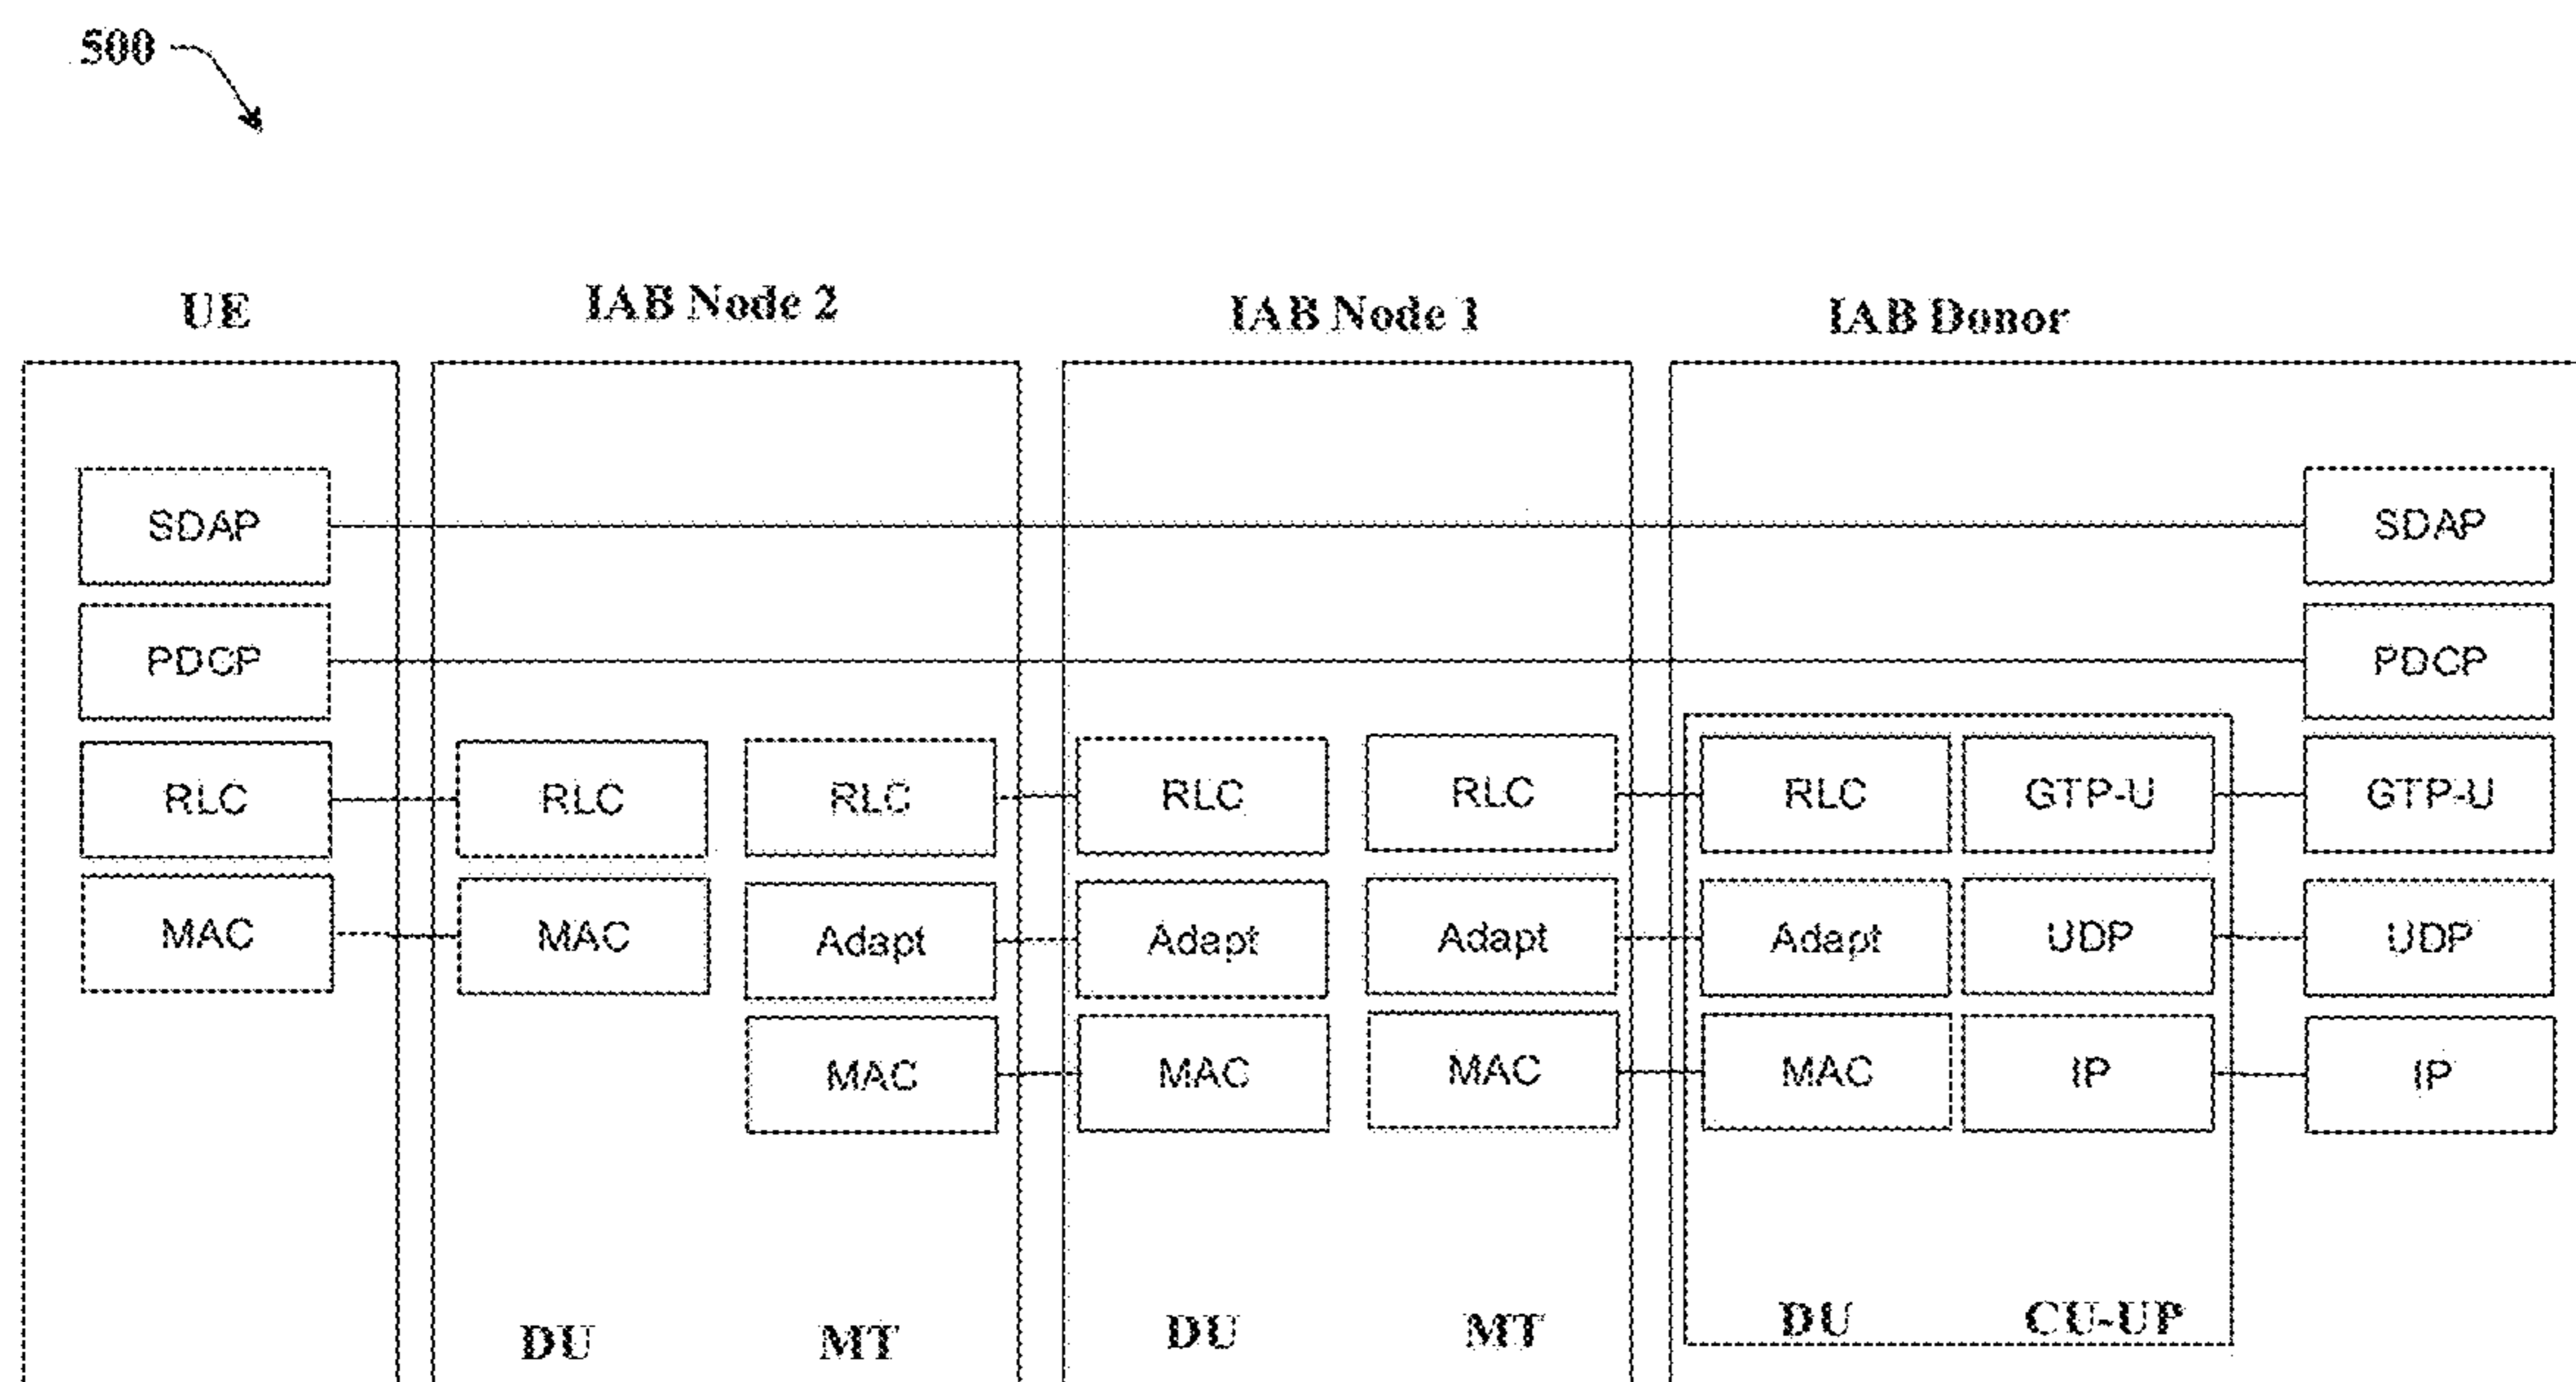 500
UE IAB Node 2 IAB Node 1 IAB Donor
SDAP SDAP
PDCP PDCP
RLC RLC RLC RLC RLC RLC GTP-U GTP-U
MAC MAC Adapt Adapt Adapt Adapt UDP UDP
MAC MAC MAC MAC IP IP
DU MT DU MT DU CU-UP